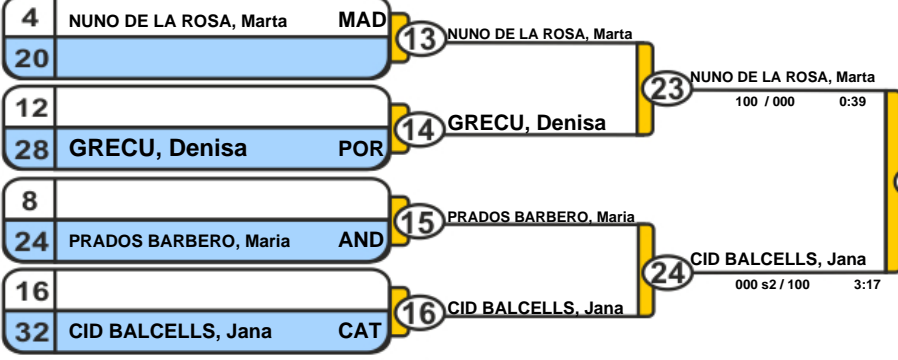 4 NUNO DE LA ROSA, Marta MAD
20
13 NUNO DE LA ROSA, Marta
12
28 GRECU, Denisa POR
14 GRECU, Denisa
23 NUNO DE LA ROSA, Marta
100 / 000 0:39
8
24 PRADOS BARBERO, Maria AND
15 PRADOS BARBERO, Maria
16
32 CID BALCELLS, Jana CAT
16 CID BALCELLS, Jana
24 CID BALCELLS, Jana
000 s2 / 100 3:17